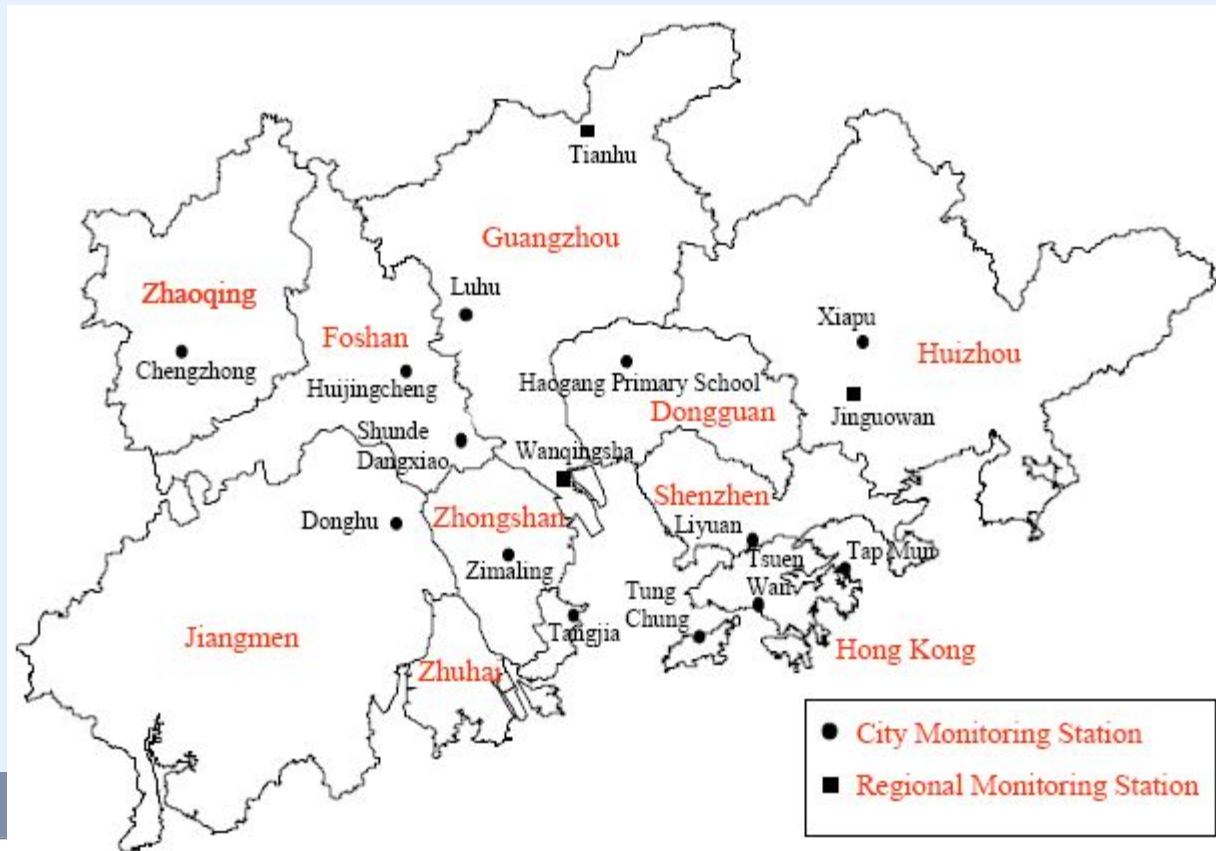 Tianhu
Guangzhou
Zhaoqing
Luhu
Xiapu
Foshan
Huizhou
Chengzhong
Huijingcheng
Haogang Primary School
Dongguan
Jinguowan
Shunde
Dangxiao
Wanqingsha
Shenzhen
Donghu
Zhongshan
Liyuan
Zimaling
Tsuen
Wan
Tap Mun
Tung
Chung
Tangjia
Jiangmen
Zhuhai
Hong Kong
City Monitoring Station
Regional Monitoring Station